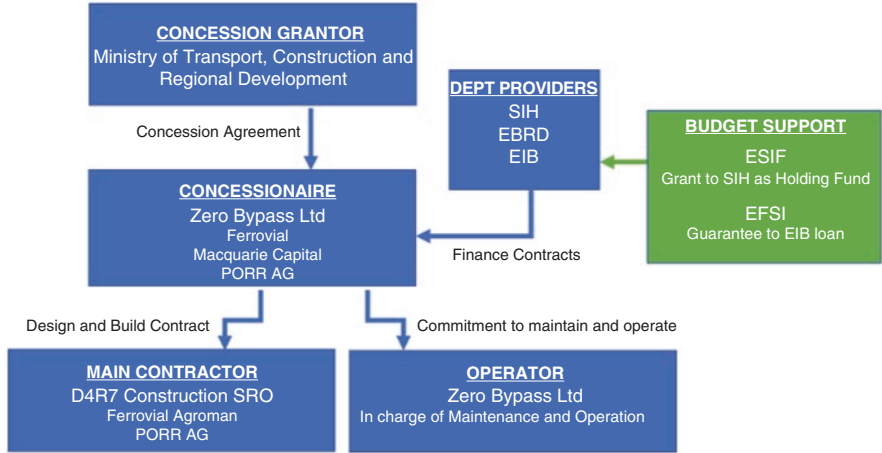 CONCESSION GRANTOR
Ministry of Transport, Construction and
Regional Development
Concession Agreement
DEPT PROVIDERS
SIH
EBRD
EIB
BUDGET SUPPORT
ESIF
Grant to SIH as Holding Fund
EFSI
Guarantee to EIB loan
CONCESSIONAIRE
Zero Bypass Ltd
Ferrovial
Macquarie Capital
PORR AG
Finance Contracts
Design and Build Contract
Commitment to maintain and operate
MAIN CONTRACTOR
D4R7 Construction SRO
Ferrovial Agroman
PORR AG
OPERATOR
Zero Bypass Ltd
In charge of Maintenance and Operation